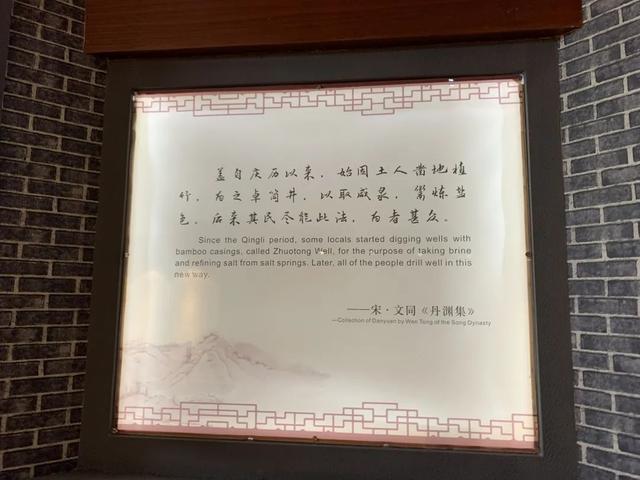 盖自庆历以来，始因土人凿地植
竹，为之卓筒井，以取咸泉，鬻炼盐
色，后来其民尽能此法，为者甚众。
Since the Qingli period, some locals started digging wells with
bamboo casings, called Zhuotong Well, for the purpose of taking brine
and refining salt from salt springs. Later, all of the people drill well in this
new way.
——宋·文同《丹渊集》
—Collection of Danyuan by Wen Tong of the Song Dynasty